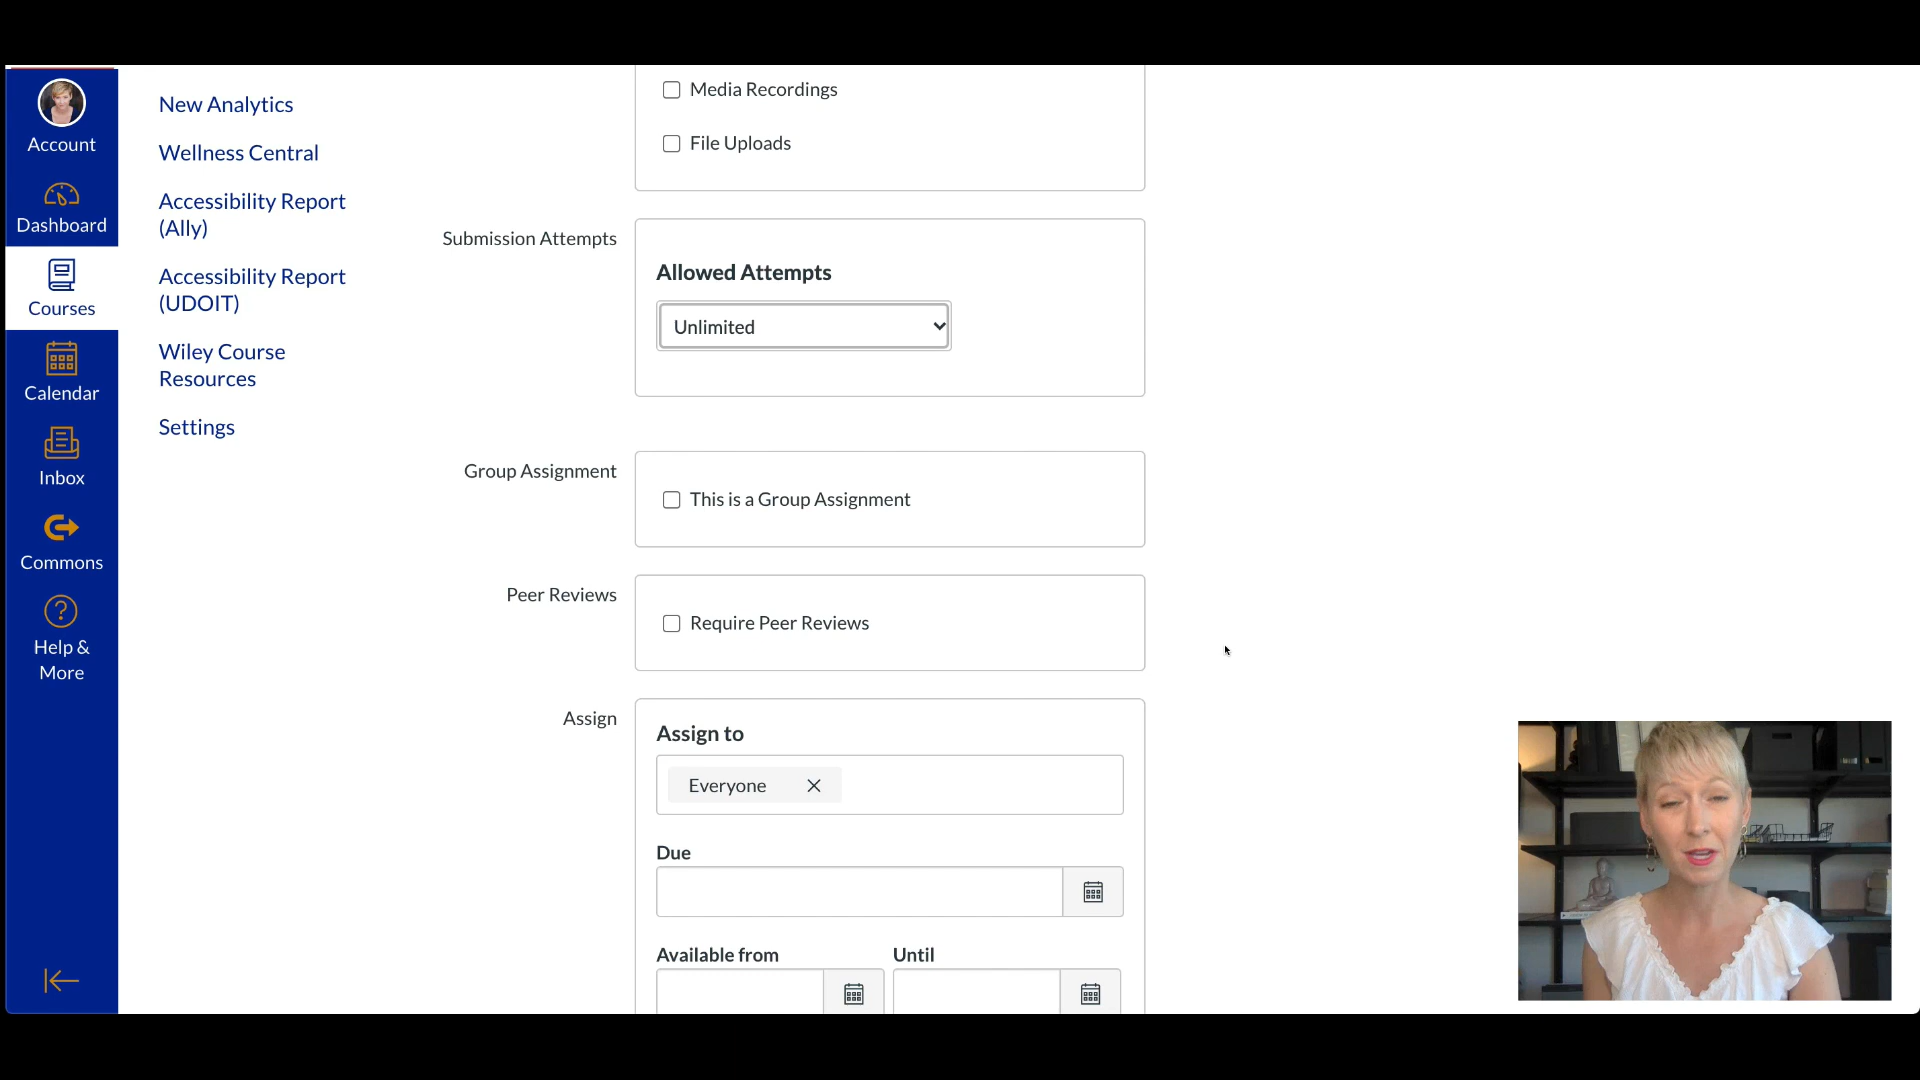 Account
Dashboard
Courses
Calendar
Inbox
Commons
Help &
More
New Analytics
Wellness Central
Accessibility Report
(Ally)
Accessibility Report
(UDOIT)
Wiley Course
Resources
Settings
Media Recordings
File Uploads
Submission Attempts
Allowed Attempts
Unlimited
Group Assignment
This is a Group Assignment
Peer Reviews
Require Peer Reviews
Assign
Assign to
Everyone
Due
Available from
Until